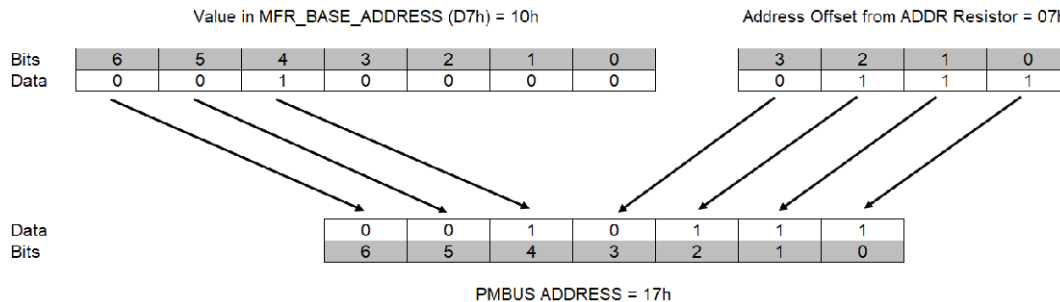 Value in MFR_BASE_ADDRESS (D7h) = 10h Address Offset from ADDR Resistor = 07h
Bits 6 5 4 3 2 1 0 3 2 1 0
Data 0 0 1 0 0 0 0 0 1 1 1
Data 0 0 1 0 1 1 1
Bits 6 5 4 3 2 1 0
PMBUS ADDRESS = 17h